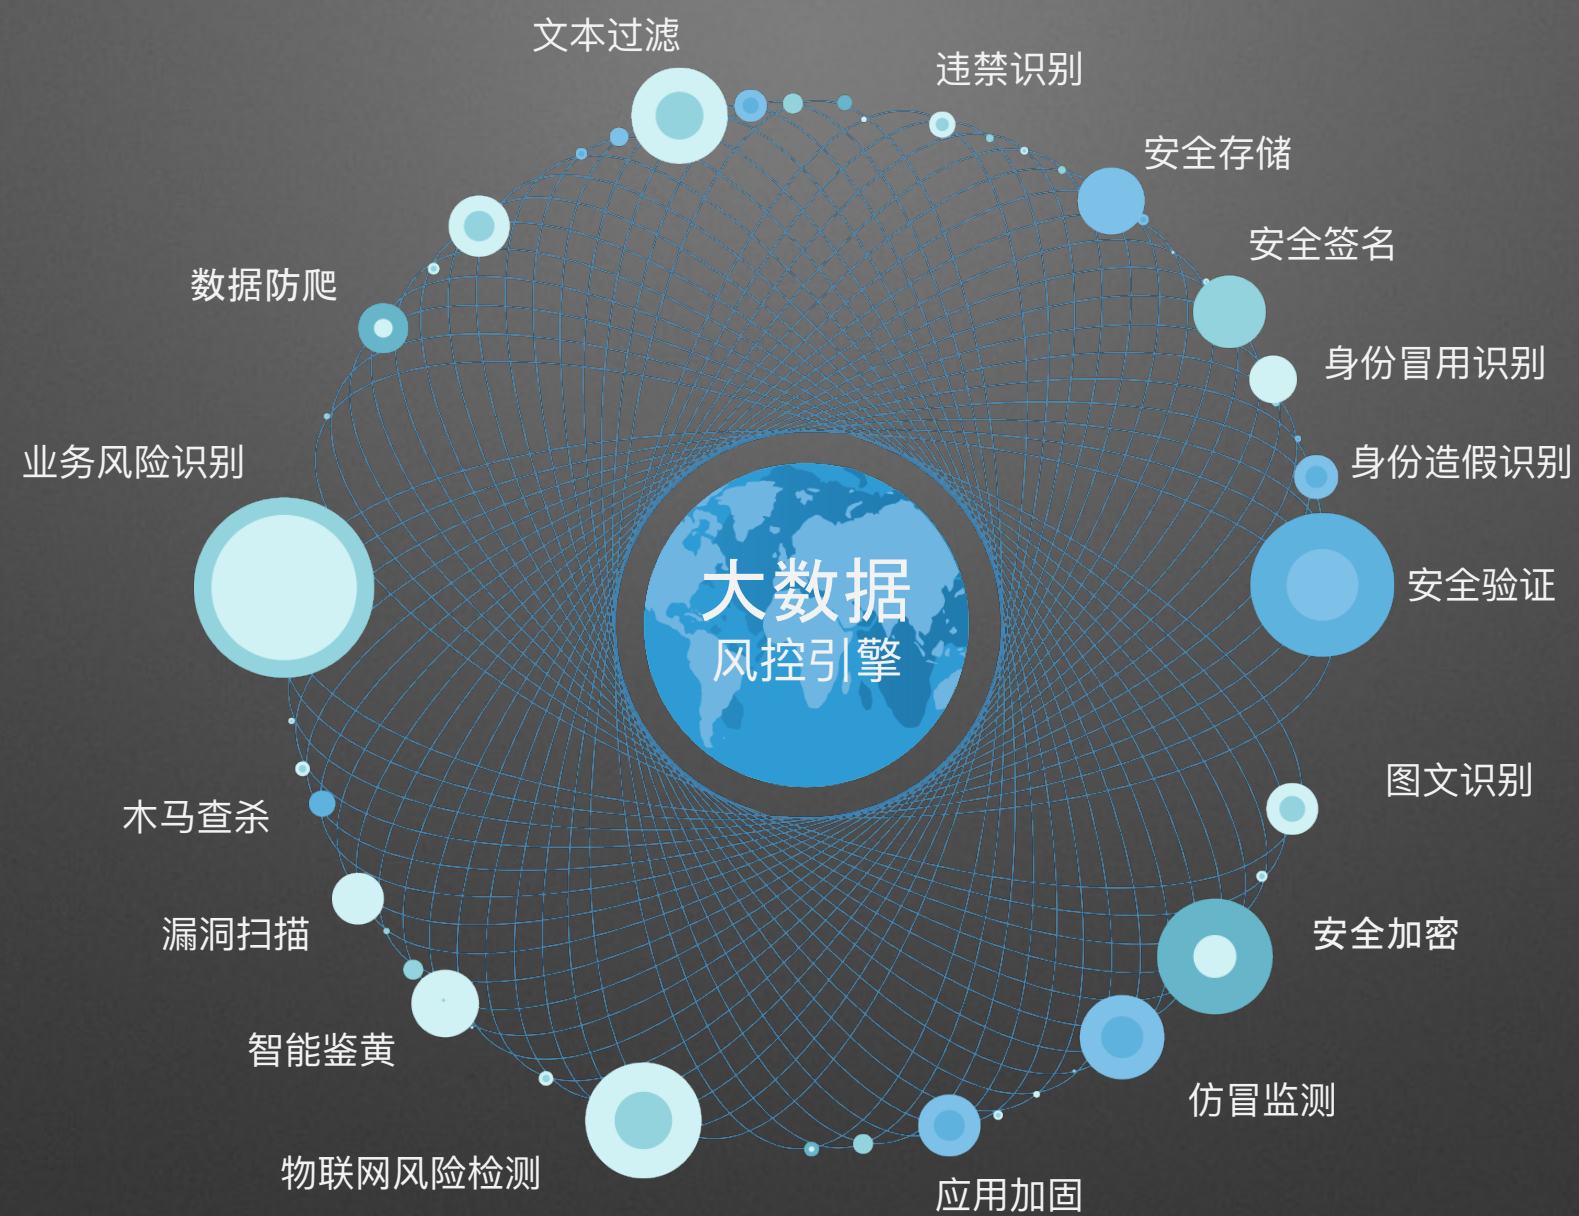 文本过滤
违禁识别
安全存储
安全签名
数据防爬
身份冒用识别
业务风险识别
身份造假识别
大数据
风控引擎
安全验证
图文识别
木马查杀
漏洞扫描
安全加密
智能鉴黄
仿冒监测
物联网风险检测
应用加固